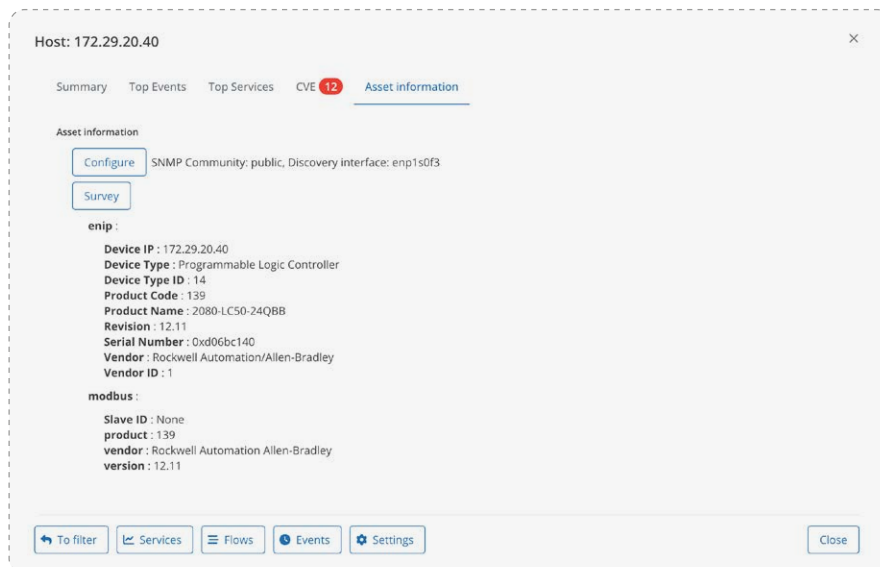 Host: 172.29.20.40
Summary Top Events Top Services CVE 12 Asset information
Asset information
Configure SNMP Community: public, Discovery interface: enp1s0f3
Survey
enip :
Device IP : 172.29.20.40
Device Type : Programmable Logic Controller
Device Type ID : 14
Product Code : 139
Product Name : 2080-LC50-24QBB
Revision : 12.11
Serial Number : 0xd06bc140
Vendor : Rockwell Automation/Allen-Bradley
Vendor ID : 1
modbus :
Slave ID : None
product : 139
vendor : Rockwell Automation Allen-Bradley
version : 12.11
To filter Services Flows Events Settings Close